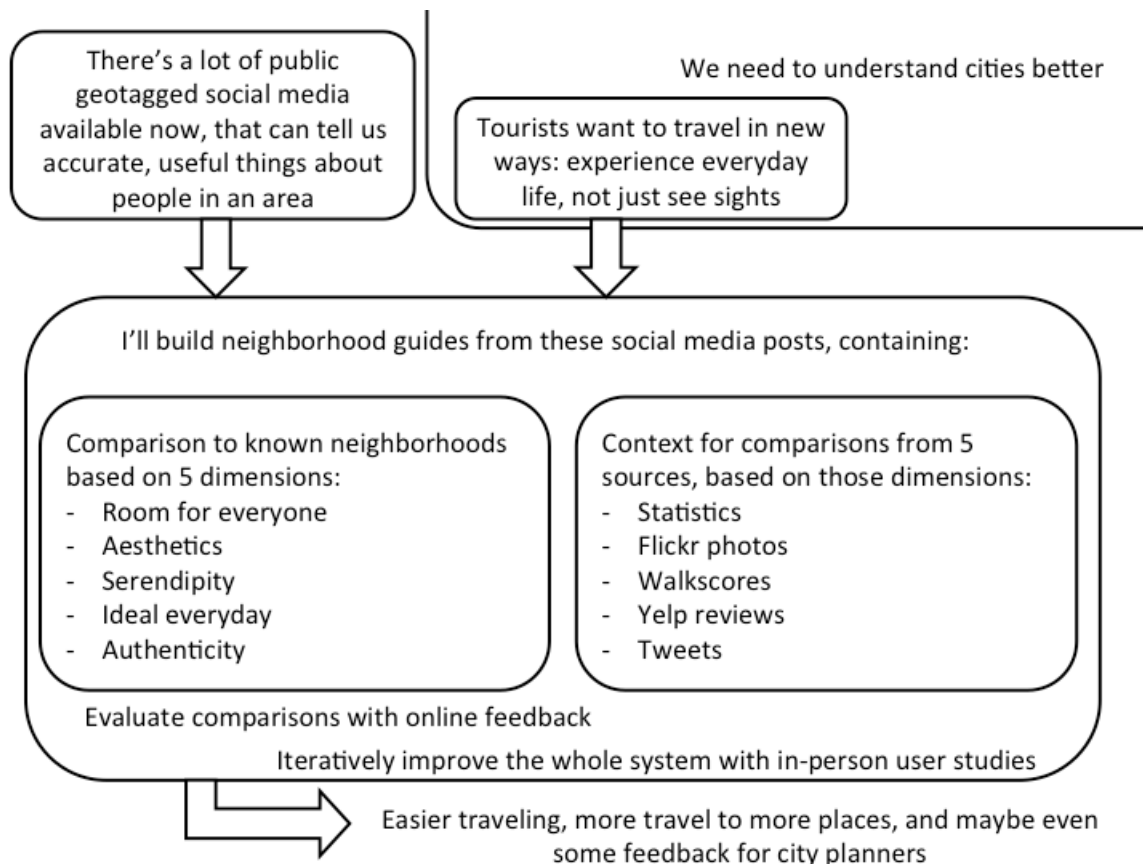 There’s a lot of public
geotagged social media
available now, that can tell us
accurate, useful things about
people in an area
We need to understand cities better
Tourists want to travel in new
ways: experience everyday
life, not just see sights
I’ll build neighborhood guides from these social media posts, containing:
Comparison to known neighborhoods
based on 5 dimensions:
- Room for everyone
- Aesthetics
- Serendipity
- Ideal everyday
- Authenticity
Context for comparisons from 5
sources, based on those dimensions:
- Statistics
- Flickr photos
- Walkscores
- Yelp reviews
- Tweets
Evaluate comparisons with online feedback
Iteratively improve the whole system with in-person user studies
Easier traveling, more travel to more places, and maybe even
some feedback for city planners